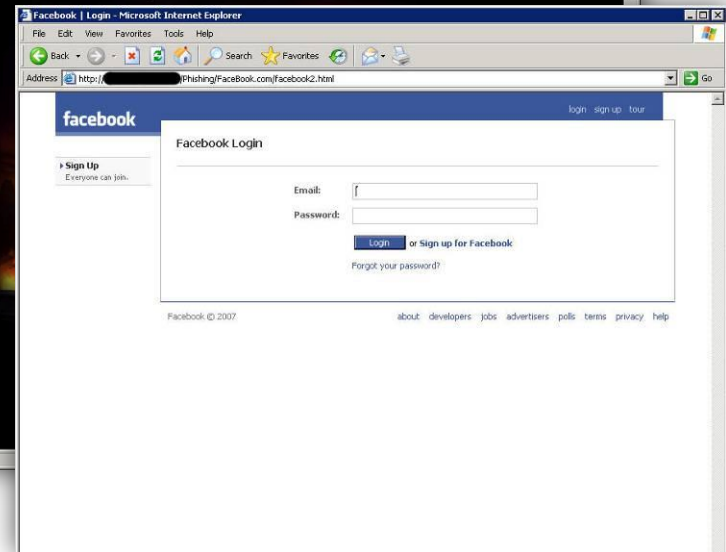 Facebook | Login - Microsoft Internet Explorer
File Edit View Favorites Tools Help
Back Search Favorites
Address http:// /Phishing/FaceBook.com/facebook2.html Go
facebook login sign up tour
Facebook Login
Sign Up
Everyone can join.
Email:
Password:
Login or Sign up for Facebook
Forgot your password?
Facebook © 2007 about developers jobs advertisers polls terms privacy help